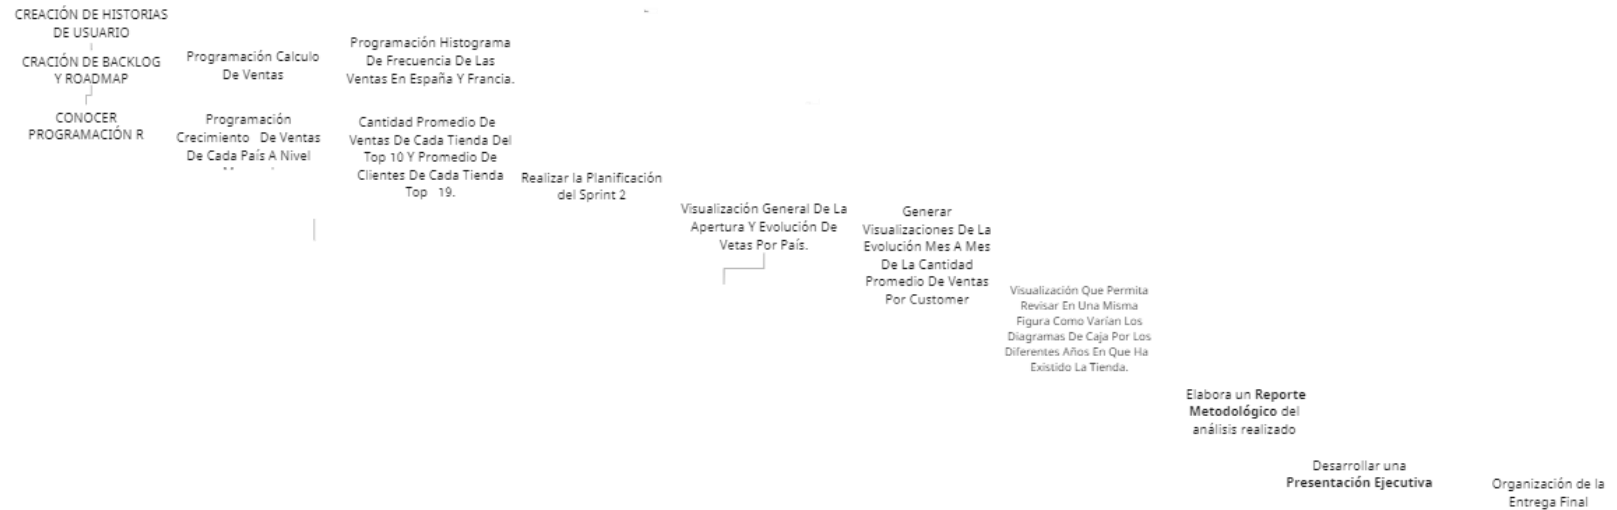 CREACIÓN DE HISTORIAS
DE USUARIO
CRACIÓN DE BACKLOG
Y ROADMAP
CONOCER
PROGRAMACIÓN R
Programación Calculo
De Ventas
Programación
Crecimiento De Ventas
De Cada País A Nivel
Programación Histograma
De Frecuencia De Las
Ventas En España Y Francia.
Cantidad Promedio De
Ventas De Cada Tienda Del
Top 10 Y Promedio De
Clientes De Cada Tienda
Top 19.
Realizar la Planificación
del Sprint 2
Visualización General De La
Apertura Y Evolución De
Vetas Por País.
Generar
Visualizaciones De La
Evolución Mes A Mes
De La Cantidad
Promedio De Ventas
Por Customer
Visualización Que Permita
Revisar En Una Misma
Figura Como Varían Los
Diagramas De Caja Por Los
Diferentes Años En Que Ha
Existido La Tienda.
Elabora un Reporte
Metodológico del
análisis realizado
Desarrollar una
Presentación Ejecutiva
Organización de la
Entrega Final